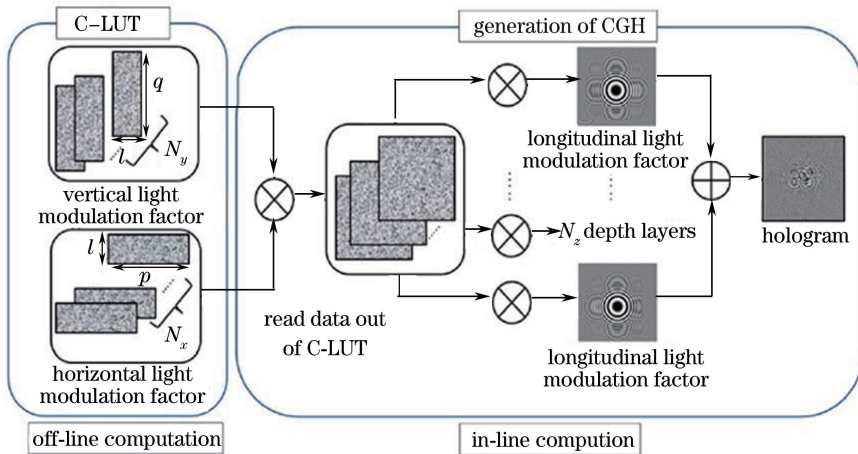 C-LUT
q
l
N_y
vertical light
modulation factor
l
p
N_x
horizontal light
modulation factor
off-line computation
generation of CGH
read data out
of C-LUT
longitudinal light
modulation factor
N_z depth layers
longitudinal light
modulation factor
hologram
in-line compution